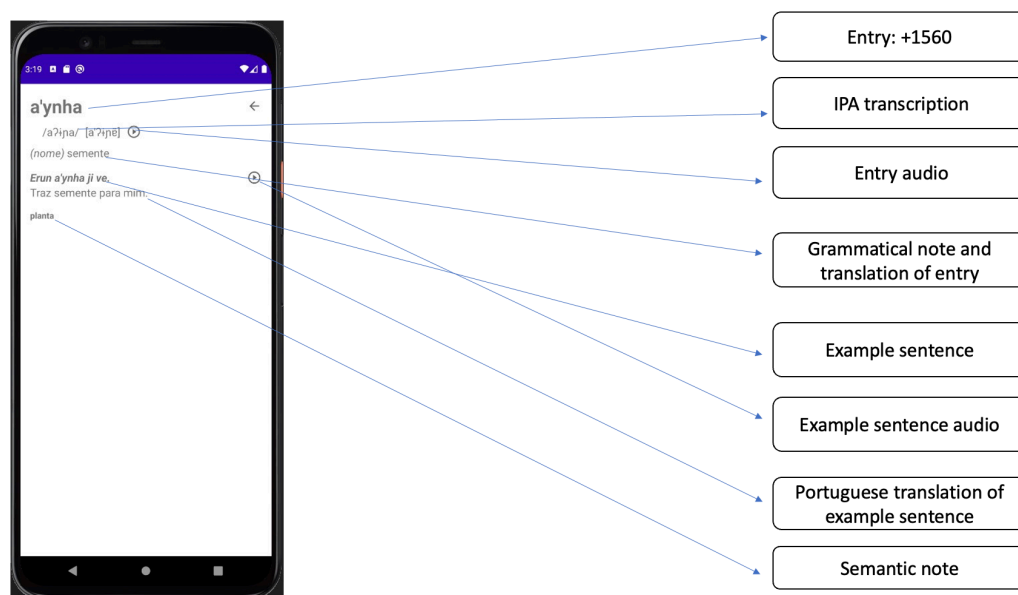 3:19
a'ynha
/aʔɨɲa/ [aˈʔɨɲɐ̃]
(nome) semente
Erun a'ynha ji ve.
Traz semente para mim.
planta
Entry: +1560
IPA transcription
Entry audio
Grammatical note and
translation of entry
Example sentence
Example sentence audio
Portuguese translation of
example sentence
Semantic note